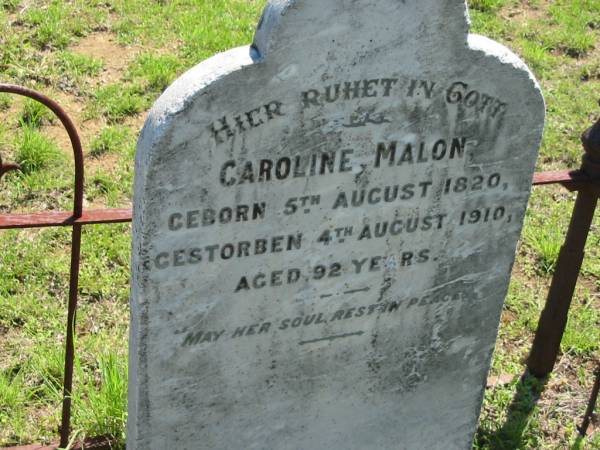 HIER RUHET IN GOTT
CAROLINE, MALON,
GEBORN 5TH AUGUST 1820,
GESTORBEN 4TH AUGUST 1910,
AGED 92 YEARS.
"MAY HER SOUL REST IN PEACE"